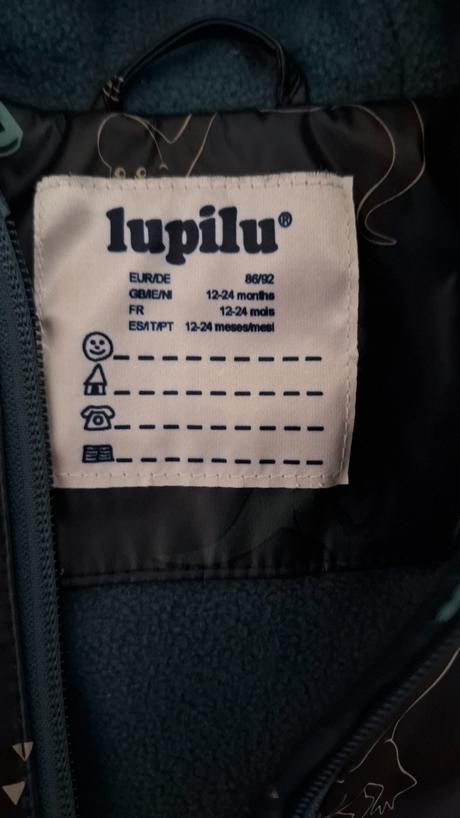 lupilu®
EUR/DE 86/92
GB/IE/NI 12-24 months
FR 12-24 mois
ES/IT/PT 12-24 meses/mesi